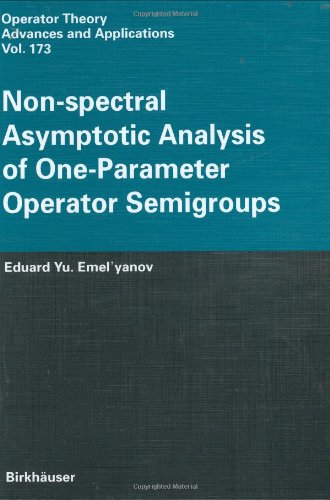 Operator Theory
Advances and Applications
Vol. 173
Non-spectral
Asymptotic Analysis
of One-Parameter
Operator Semigroups
Eduard Yu. Emel'yanov
Birkhäuser